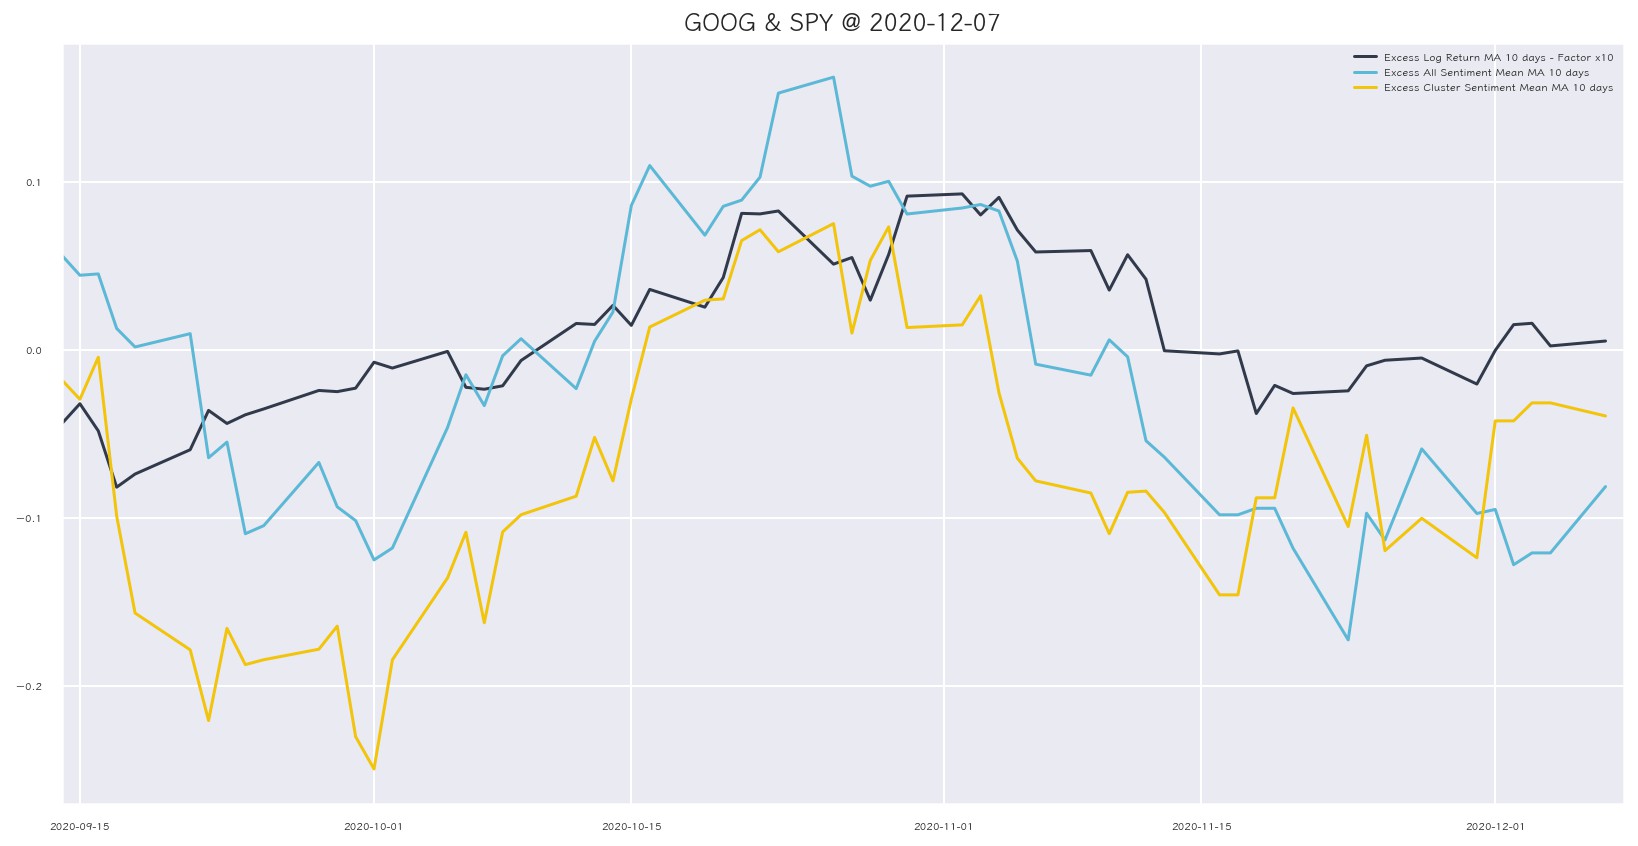 GOOG & SPY @ 2020-12-07
Excess Log Return MA 10 days - Factor x10
Excess All Sentiment Mean MA 10 days
Excess Cluster Sentiment Mean MA 10 days
0.1
0.0
−0.1
−0.2
2020-09-15
2020-10-01
2020-10-15
2020-11-01
2020-11-15
2020-12-01